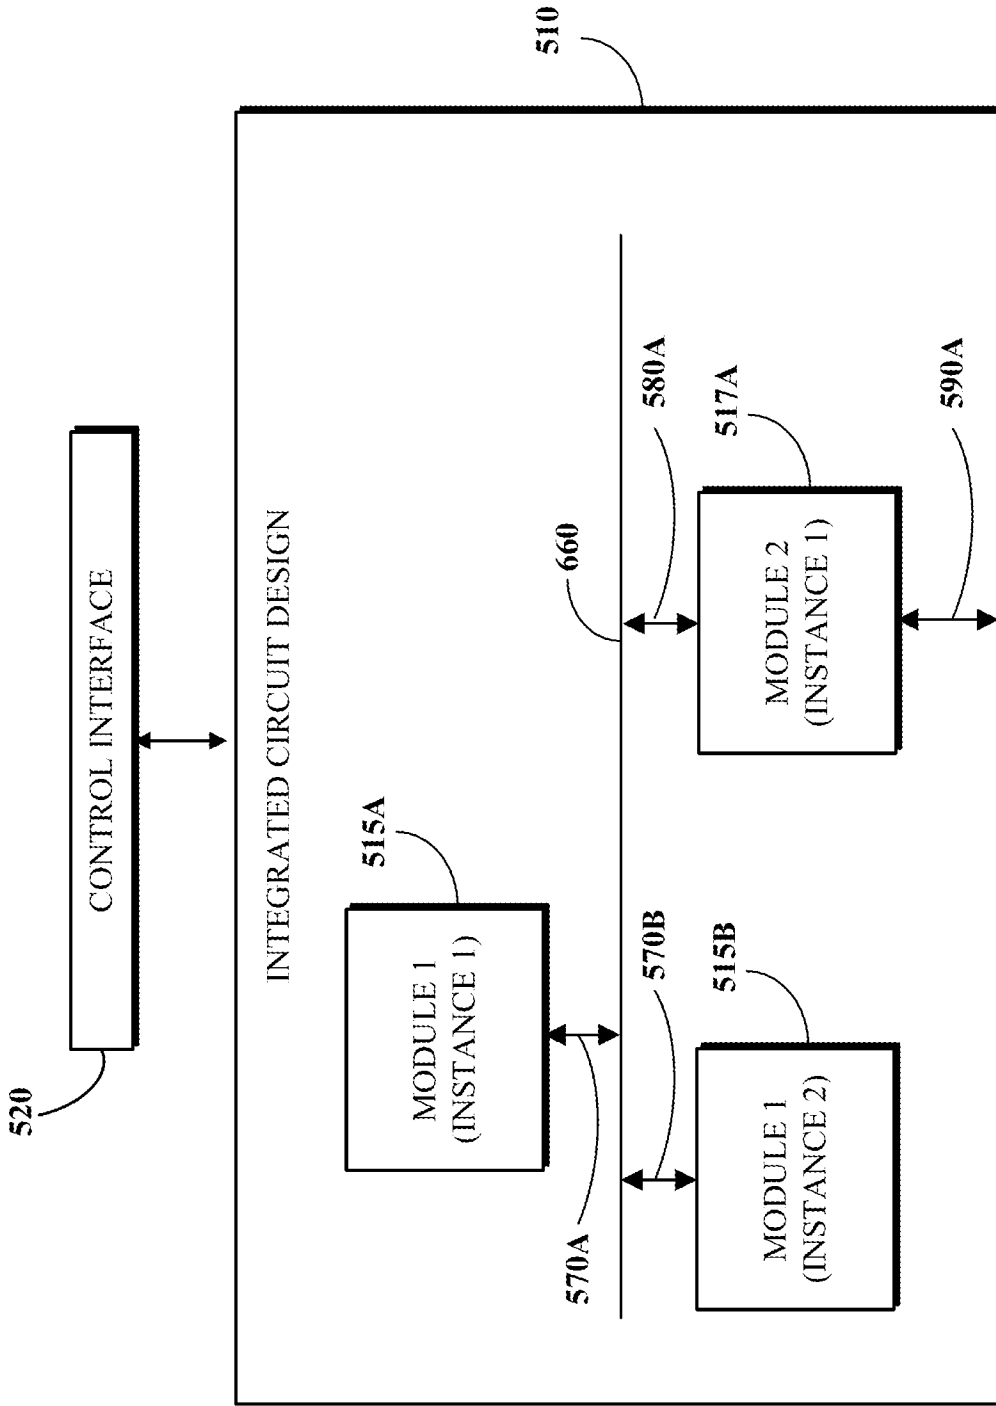 520
CONTROL INTERFACE
510
INTEGRATED CIRCUIT DESIGN
MODULE 1
(INSTANCE 1)
515A
570A
660
570B
580A
MODULE 1
(INSTANCE 2)
515B
MODULE 2
(INSTANCE 1)
517A
590A